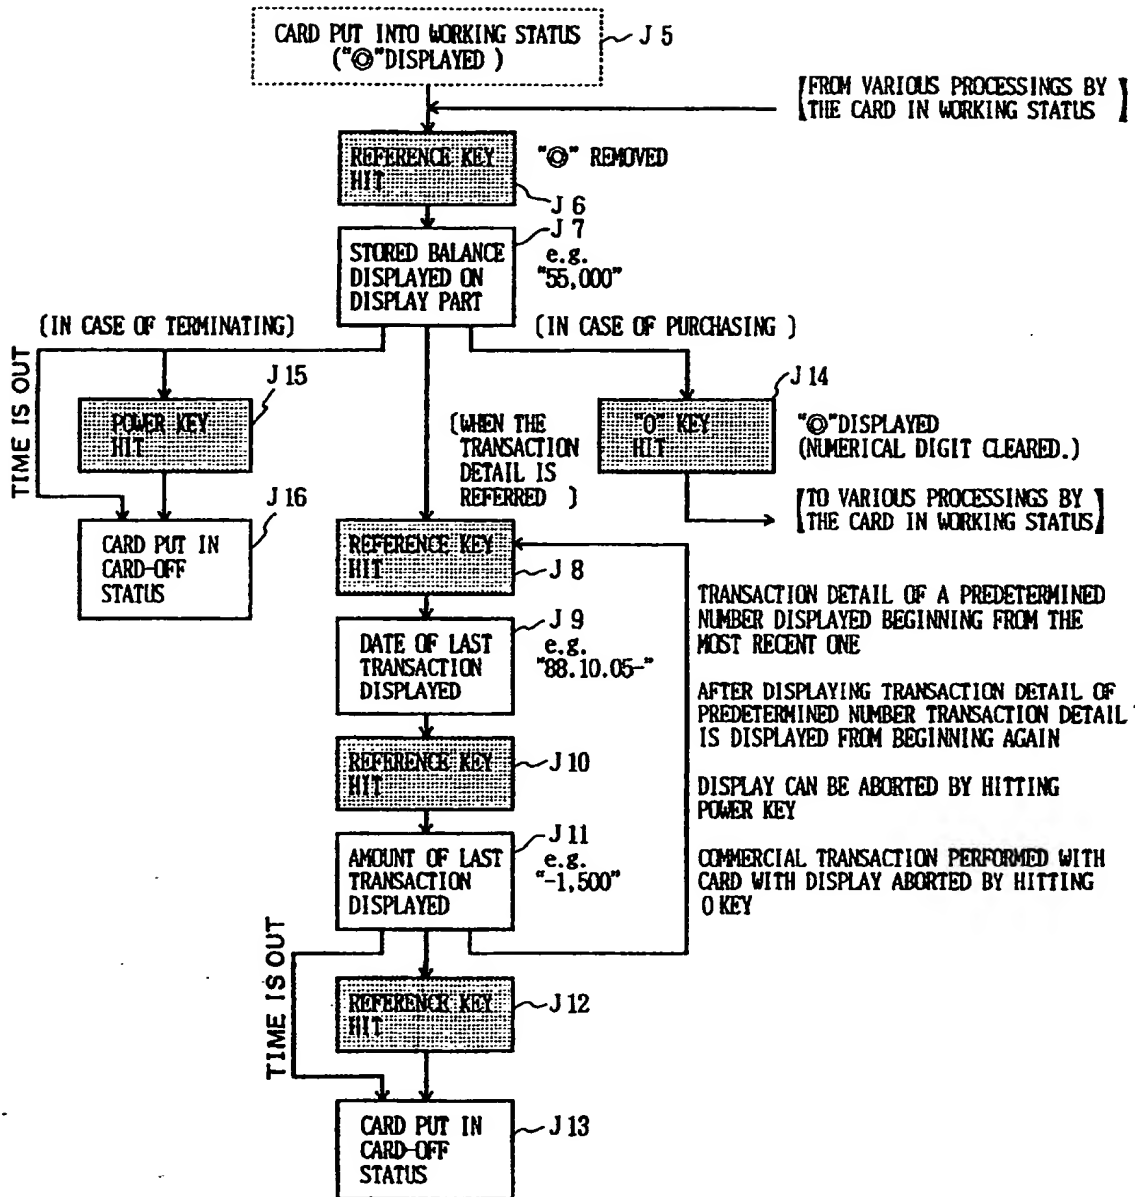 CARD PUT INTO WORKING STATUS
("◎"DISPLAYED )
J 5
[FROM VARIOUS PROCESSINGS BY
THE CARD IN WORKING STATUS ]
REFERENCE KEY
HIT
"◎" REMOVED
J 6
J 7
STORED BALANCE
DISPLAYED ON
DISPLAY PART
e.g.
"55,000"
(IN CASE OF TERMINATING)
(IN CASE OF PURCHASING )
TIME IS OUT
J 15
POWER KEY
HIT
J 14
"0" KEY
HIT
"◎"DISPLAYED
(NUMERICAL DIGIT CLEARED.)
(WHEN THE
TRANSACTION
DETAIL IS
REFERRED )
J 16
CARD PUT IN
CARD-OFF
STATUS
[TO VARIOUS PROCESSINGS BY
THE CARD IN WORKING STATUS]
REFERENCE KEY
HIT
J 8
J 9
DATE OF LAST
TRANSACTION
DISPLAYED
e.g.
"88.10.05-"
REFERENCE KEY
HIT
J 10
J 11
AMOUNT OF LAST
TRANSACTION
DISPLAYED
e.g.
"-1,500"
TRANSACTION DETAIL OF A PREDETERMINED
NUMBER DISPLAYED BEGINNING FROM THE
MOST RECENT ONE
AFTER DISPLAYING TRANSACTION DETAIL OF
PREDETERMINED NUMBER TRANSACTION DETAIL
IS DISPLAYED FROM BEGINNING AGAIN
DISPLAY CAN BE ABORTED BY HITTING
POWER KEY
COMMERCIAL TRANSACTION PERFORMED WITH
CARD WITH DISPLAY ABORTED BY HITTING
0 KEY
TIME IS OUT
REFERENCE KEY
HIT
J 12
CARD PUT IN
CARD-OFF
STATUS
J 13